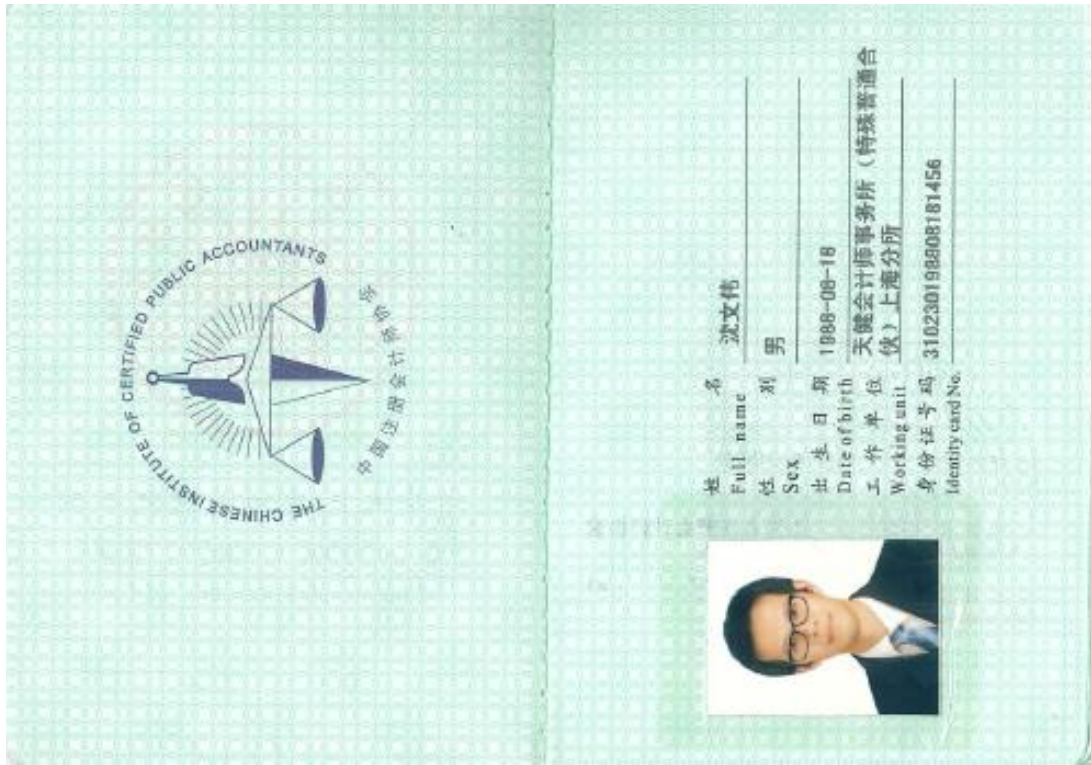 THE CHINESE INSTITUTE OF CERTIFIED PUBLIC ACCOUNTANTS
中国注册会计师协会
姓 名 沈文伟
Full name
性 别 男
Sex
出生日期 1988-08-18
Date of birth
工作单位 天健会计师事务所（特殊普通合
Working unit 伙）上海分所
身份证号码 310230198808181456
Identity card No.